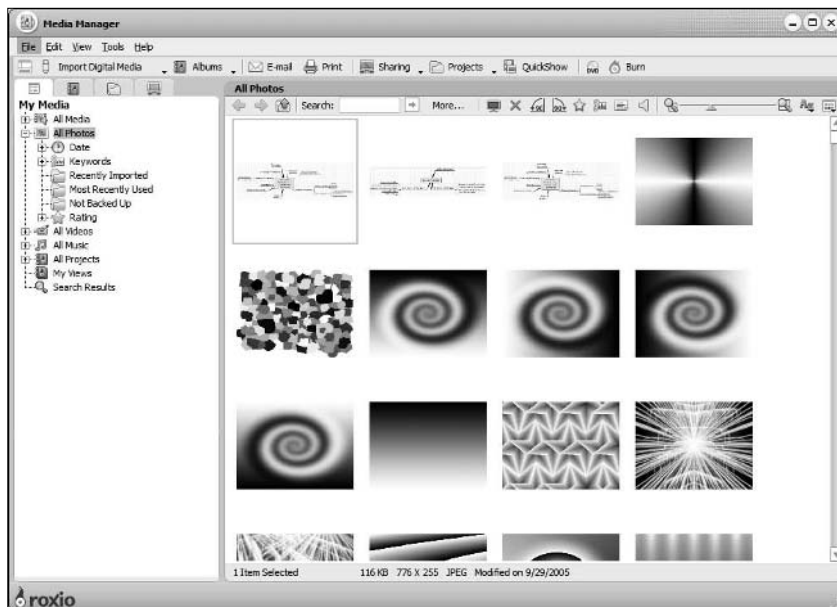 Media Manager
File Edit View Tools Help
Import Digital Media Albums E-mail Print Sharing Projects QuickShow Burn
My Media
All Media
All Photos
Date
Keywords
Recently Imported
Most Recently Used
Not Backed Up
Rating
All Videos
All Music
All Projects
My Views
Search Results
All Photos
Search: More...
1 Item Selected 116 KB 776 X 255 JPEG Modified on 9/29/2005
roxio